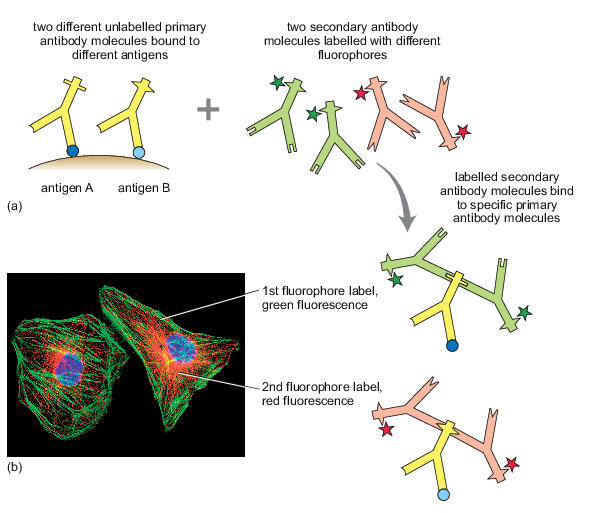 two different unlabelled primary
antibody molecules bound to
different antigens
two secondary antibody
molecules labelled with different
fluorophores
+
antigen A
antigen B
(a)
labelled secondary
antibody molecules bind
to specific primary
antibody molecules
1st fluorophore label,
green fluorescence
2nd fluorophore label,
red fluorescence
(b)